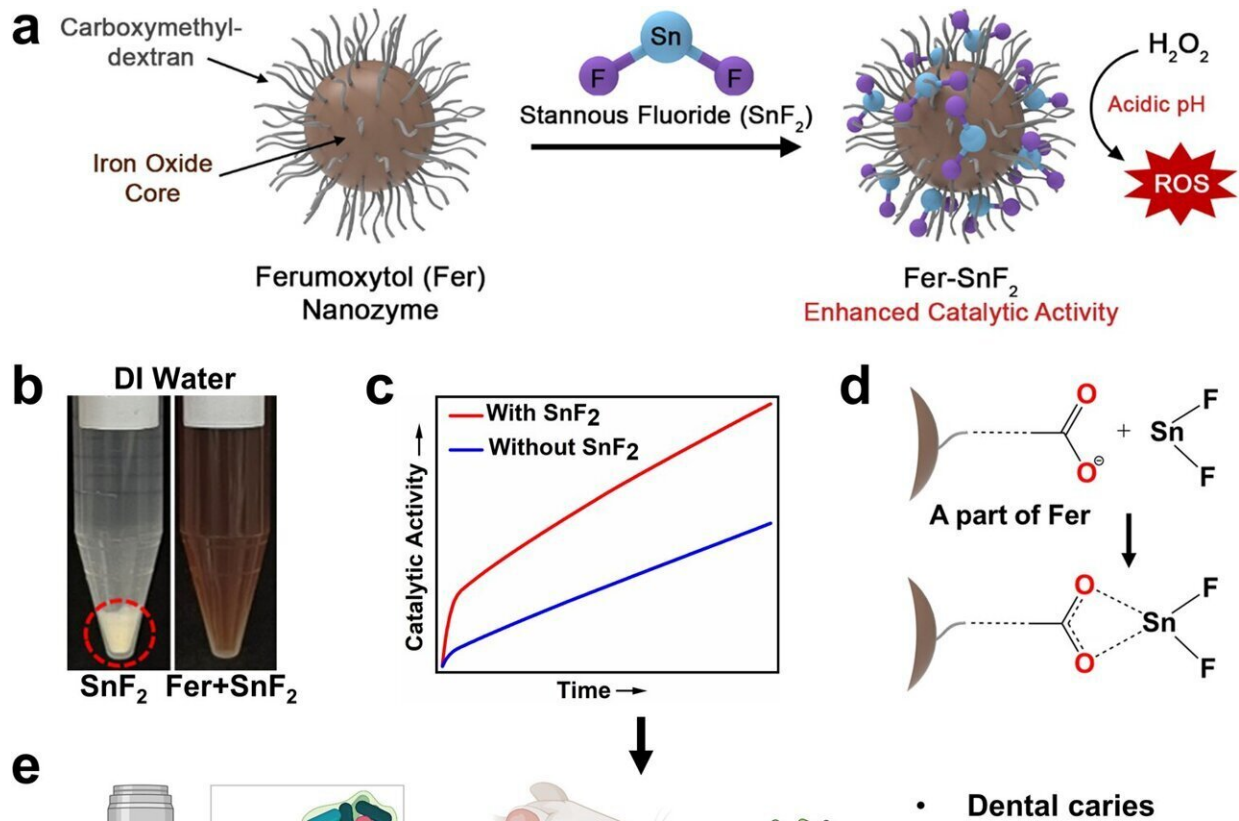 a
Carboxymethyl-
dextran
Iron Oxide
Core
Ferumoxytol (Fer)
Nanozyme
Sn
F F
Stannous Fluoride (SnF₂)
H₂O₂
Acidic pH
ROS
Fer-SnF₂
Enhanced Catalytic Activity
b
DI Water
SnF₂ Fer+SnF₂
c
With SnF₂
Without SnF₂
Catalytic Activity →
Time →
d
O
O⊖
+ Sn
F
F
A part of Fer
O
O
Sn
F
F
e
• Dental caries